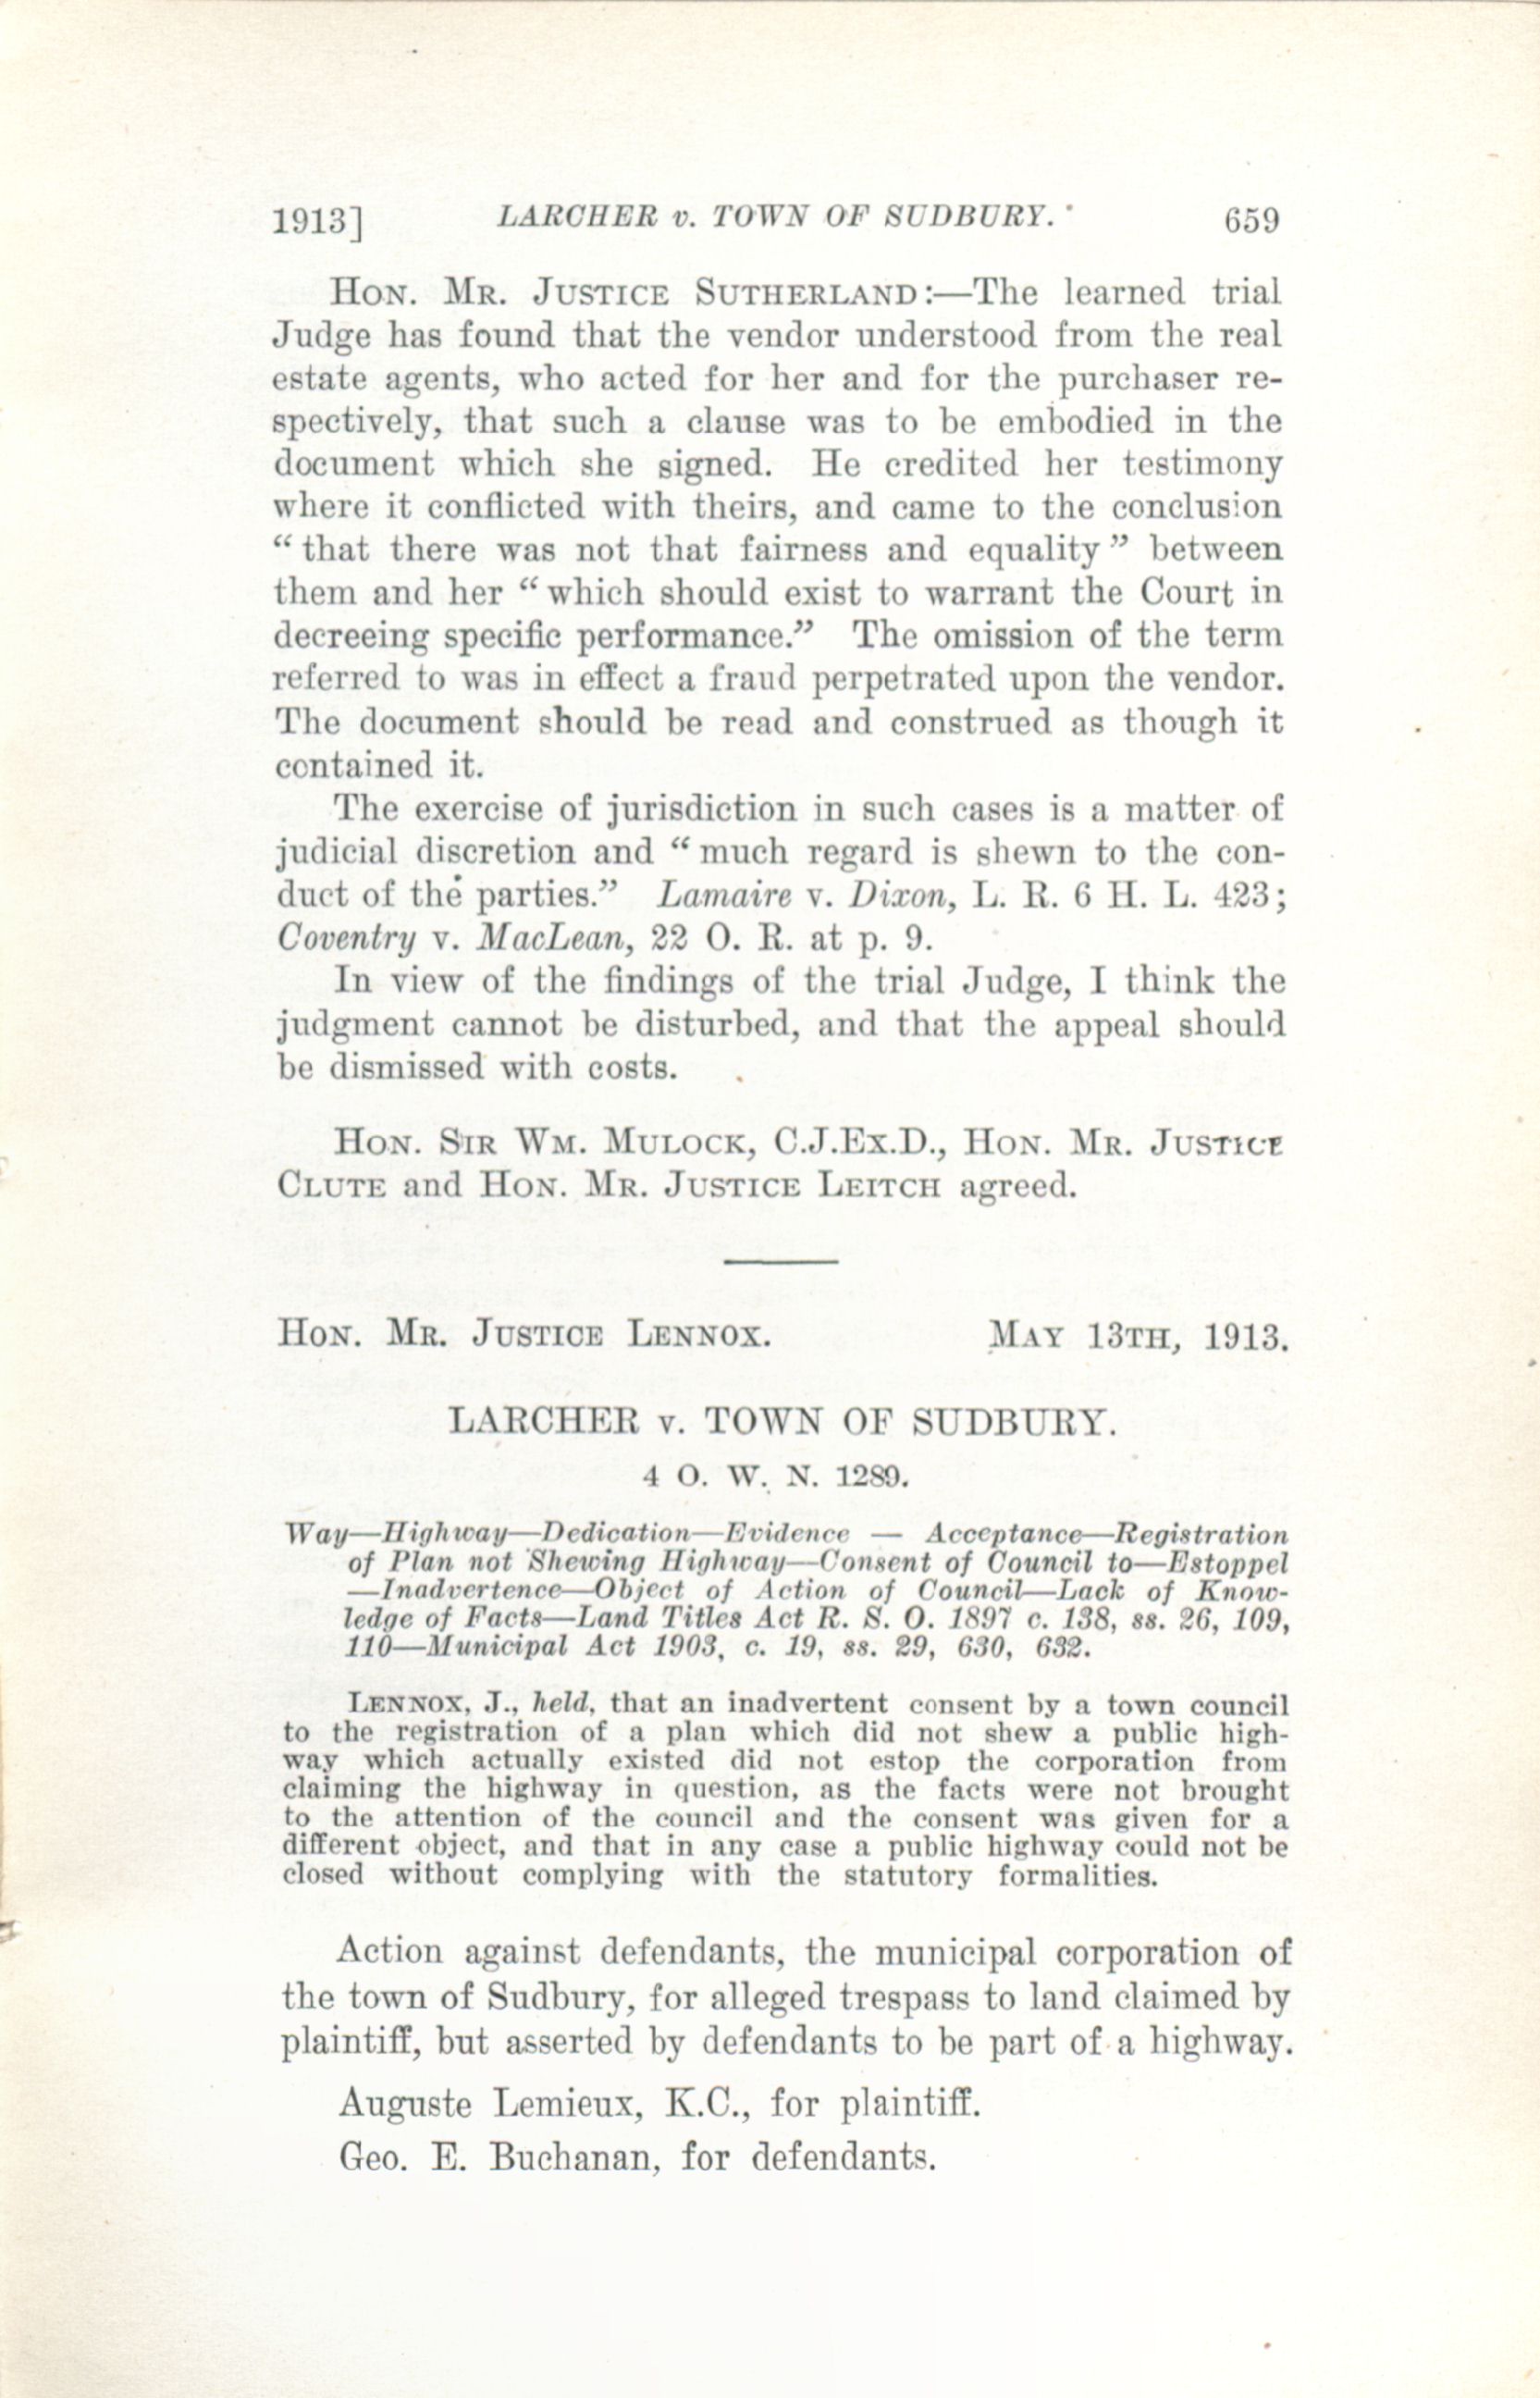 1913] LARCHER v. TOWN OF SUDBURY. 659
HON. MR. JUSTICE SUTHERLAND:—The learned trial
Judge has found that the vendor understood from the real
estate agents, who acted for her and for the purchaser re-
spectively, that such a clause was to be embodied in the
document which she signed. He credited her testimony
where it conflicted with theirs, and came to the conclusion
“that there was not that fairness and equality” between
them and her “which should exist to warrant the Court in
decreeing specific performance.” The omission of the term
referred to was in effect a fraud perpetrated upon the vendor.
The document should be read and construed as though it
contained it.
The exercise of jurisdiction in such cases is a matter of
judicial discretion and “much regard is shewn to the con-
duct of the parties.” Lamaire v. Dixon, L. R. 6 H. L. 423;
Coventry v. MacLean, 22 O. R. at p. 9.
In view of the findings of the trial Judge, I think the
judgment cannot be disturbed, and that the appeal should
be dismissed with costs.
HON. SIR WM. MULOCK, C.J.EX.D., HON. MR. JUSTICE
CLUTE and HON. MR. JUSTICE LEITCH agreed.
HON. MR. JUSTICE LENNOX. MAY 13TH, 1913.
LARCHER v. TOWN OF SUDBURY.
4 O. W. N. 1289.
Way—Highway—Dedication—Evidence — Acceptance—Registration
of Plan not Shewing Highway—Consent of Council to—Estoppel
—Inadvertence—Object of Action of Council—Lack of Know-
ledge of Facts—Land Titles Act R. S. O. 1897 c. 138, ss. 26, 109,
110—Municipal Act 1903, c. 19, ss. 29, 630, 632.
LENNOX, J., held, that an inadvertent consent by a town council
to the registration of a plan which did not shew a public high-
way which actually existed did not estop the corporation from
claiming the highway in question, as the facts were not brought
to the attention of the council and the consent was given for a
different object, and that in any case a public highway could not be
closed without complying with the statutory formalities.
Action against defendants, the municipal corporation of
the town of Sudbury, for alleged trespass to land claimed by
plaintiff, but asserted by defendants to be part of a highway.
Auguste Lemieux, K.C., for plaintiff.
Geo. E. Buchanan, for defendants.